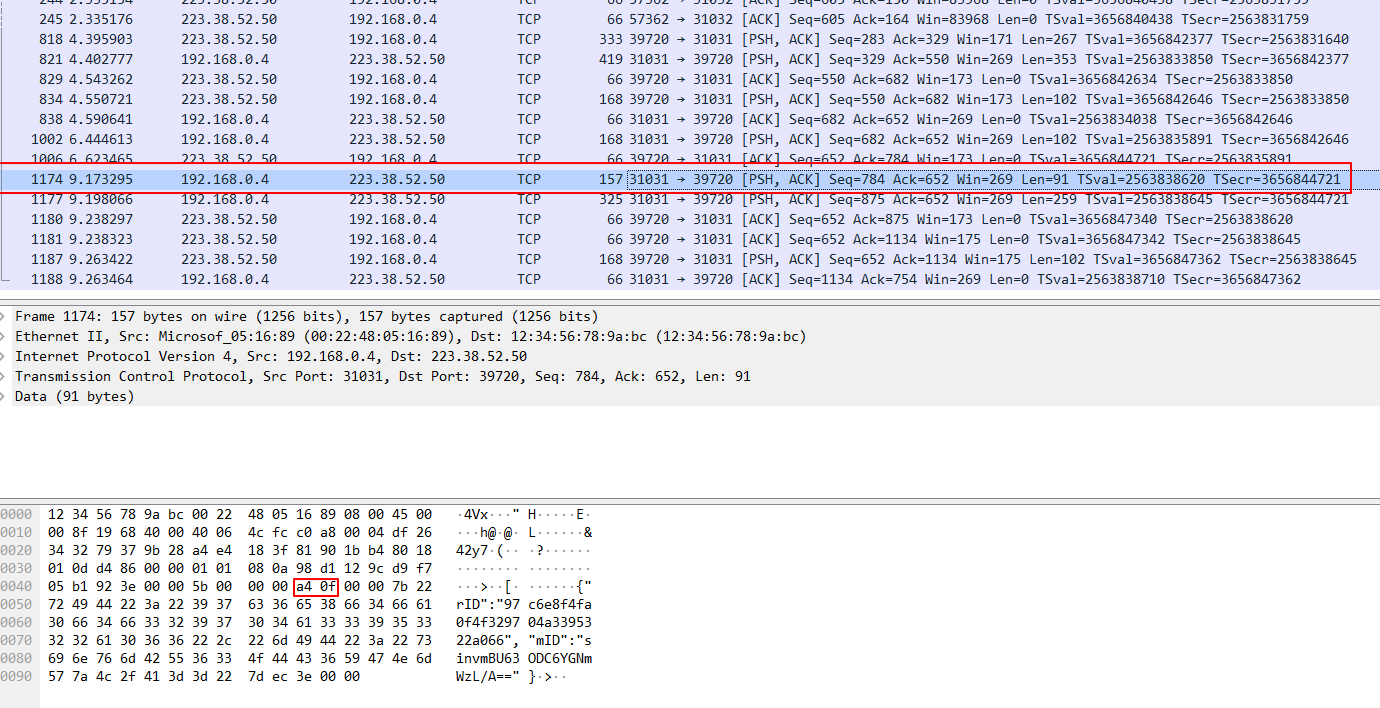 244 2.335154 223.38.52.50 192.168.0.4 TCP 66 57362 → 31032 [ACK] Seq=605 Ack=150 Win=83968 Len=0 TSval=3656840438 TSecr=2563831759
245 2.335176 223.38.52.50 192.168.0.4 TCP 66 57362 → 31032 [ACK] Seq=605 Ack=164 Win=83968 Len=0 TSval=3656840438 TSecr=2563831759
818 4.395903 223.38.52.50 192.168.0.4 TCP 333 39720 → 31031 [PSH, ACK] Seq=283 Ack=329 Win=171 Len=267 TSval=3656842377 TSecr=2563831640
821 4.402777 192.168.0.4 223.38.52.50 TCP 419 31031 → 39720 [PSH, ACK] Seq=329 Ack=550 Win=269 Len=353 TSval=2563833850 TSecr=3656842377
829 4.543262 223.38.52.50 192.168.0.4 TCP 66 39720 → 31031 [ACK] Seq=550 Ack=682 Win=173 Len=0 TSval=3656842634 TSecr=2563833850
834 4.550721 223.38.52.50 192.168.0.4 TCP 168 39720 → 31031 [PSH, ACK] Seq=550 Ack=682 Win=173 Len=102 TSval=3656842646 TSecr=2563833850
838 4.590641 192.168.0.4 223.38.52.50 TCP 66 31031 → 39720 [ACK] Seq=682 Ack=652 Win=269 Len=0 TSval=2563834038 TSecr=3656842646
1002 6.444613 192.168.0.4 223.38.52.50 TCP 168 31031 → 39720 [PSH, ACK] Seq=682 Ack=652 Win=269 Len=102 TSval=2563835891 TSecr=3656842646
1006 6.623465 223.38.52.50 192.168.0.4 TCP 66 39720 → 31031 [ACK] Seq=652 Ack=784 Win=173 Len=0 TSval=3656844721 TSecr=2563835891
1174 9.173295 192.168.0.4 223.38.52.50 TCP 157 31031 → 39720 [PSH, ACK] Seq=784 Ack=652 Win=269 Len=91 TSval=2563838620 TSecr=3656844721
1177 9.198066 192.168.0.4 223.38.52.50 TCP 325 31031 → 39720 [PSH, ACK] Seq=875 Ack=652 Win=269 Len=259 TSval=2563838645 TSecr=3656844721
1180 9.238297 223.38.52.50 192.168.0.4 TCP 66 39720 → 31031 [ACK] Seq=652 Ack=875 Win=173 Len=0 TSval=3656847340 TSecr=2563838620
1181 9.238323 223.38.52.50 192.168.0.4 TCP 66 39720 → 31031 [ACK] Seq=652 Ack=1134 Win=175 Len=0 TSval=3656847342 TSecr=2563838645
1187 9.263422 223.38.52.50 192.168.0.4 TCP 168 39720 → 31031 [PSH, ACK] Seq=652 Ack=1134 Win=175 Len=102 TSval=3656847362 TSecr=2563838645
1188 9.263464 192.168.0.4 223.38.52.50 TCP 66 31031 → 39720 [ACK] Seq=1134 Ack=754 Win=269 Len=0 TSval=2563838710 TSecr=3656847362
Frame 1174: 157 bytes on wire (1256 bits), 157 bytes captured (1256 bits)
Ethernet II, Src: Microsof_05:16:89 (00:22:48:05:16:89), Dst: 12:34:56:78:9a:bc (12:34:56:78:9a:bc)
Internet Protocol Version 4, Src: 192.168.0.4, Dst: 223.38.52.50
Transmission Control Protocol, Src Port: 31031, Dst Port: 39720, Seq: 784, Ack: 652, Len: 91
Data (91 bytes)
0000 12 34 56 78 9a bc 00 22 48 05 16 89 08 00 45 00 ·4Vx···" H·····E·
0010 00 8f 19 68 40 00 40 06 4c fc c0 a8 00 04 df 26 ···h@·@· L······&
0020 34 32 79 37 9b 28 a4 e4 18 3f 81 90 1b b4 80 18 42y7·(·· ·?······
0030 01 0d d4 86 00 00 01 01 08 0a 98 d1 12 9c d9 f7 ········ ········
0040 05 b1 92 3e 00 00 5b 00 00 00 a4 0f 00 00 7b 22 ···>··[· ······{"
0050 72 49 44 22 3a 22 39 37 63 36 65 38 66 34 66 61 rID":"97 c6e8f4fa
0060 30 66 34 66 33 32 39 37 30 34 61 33 33 39 35 33 0f4f3297 04a33953
0070 32 32 61 30 36 36 22 2c 22 6d 49 44 22 3a 22 73 22a066", "mID":"s
0080 69 6e 76 6d 42 55 36 33 4f 44 43 36 59 47 4e 6d invmBU63 ODC6YGNm
0090 57 7a 4c 2f 41 3d 3d 22 7d ec 3e 00 00 WzL/A==" }·>··